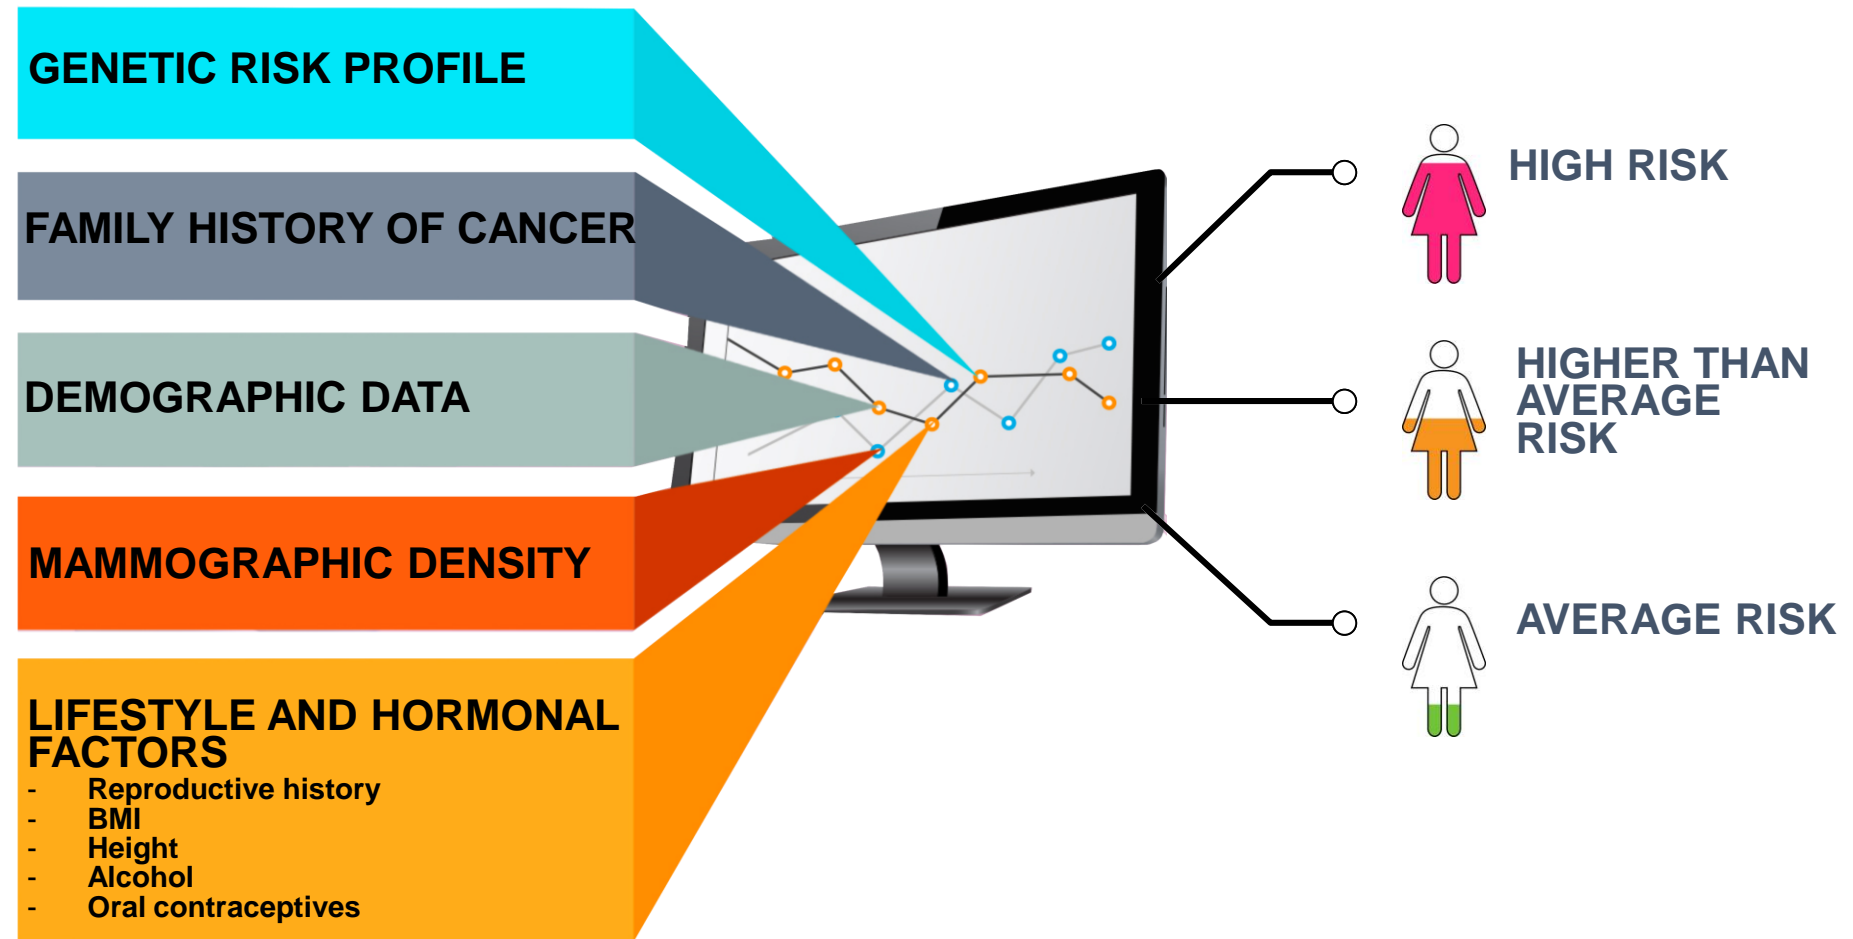 GENETIC RISK PROFILE
FAMILY HISTORY OF CANCER
DEMOGRAPHIC DATA
MAMMOGRAPHIC DENSITY
LIFESTYLE AND HORMONAL
FACTORS
- Reproductive history
- BMI
- Height
- Alcohol
- Oral contraceptives
HIGH RISK
HIGHER THAN
AVERAGE
RISK
AVERAGE RISK